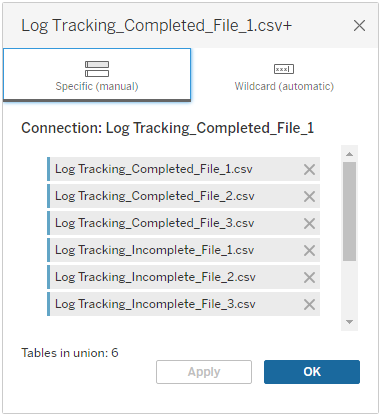 Log Tracking_Completed_File_1.csv+
Specific (manual)
Wildcard (automatic)
Connection: Log Tracking_Completed_File_1
Log Tracking_Completed_File_1.csv
Log Tracking_Completed_File_2.csv
Log Tracking_Completed_File_3.csv
Log Tracking_Incomplete_File_1.csv
Log Tracking_Incomplete_File_2.csv
Log Tracking_Incomplete_File_3.csv
Tables in union: 6
Apply
OK